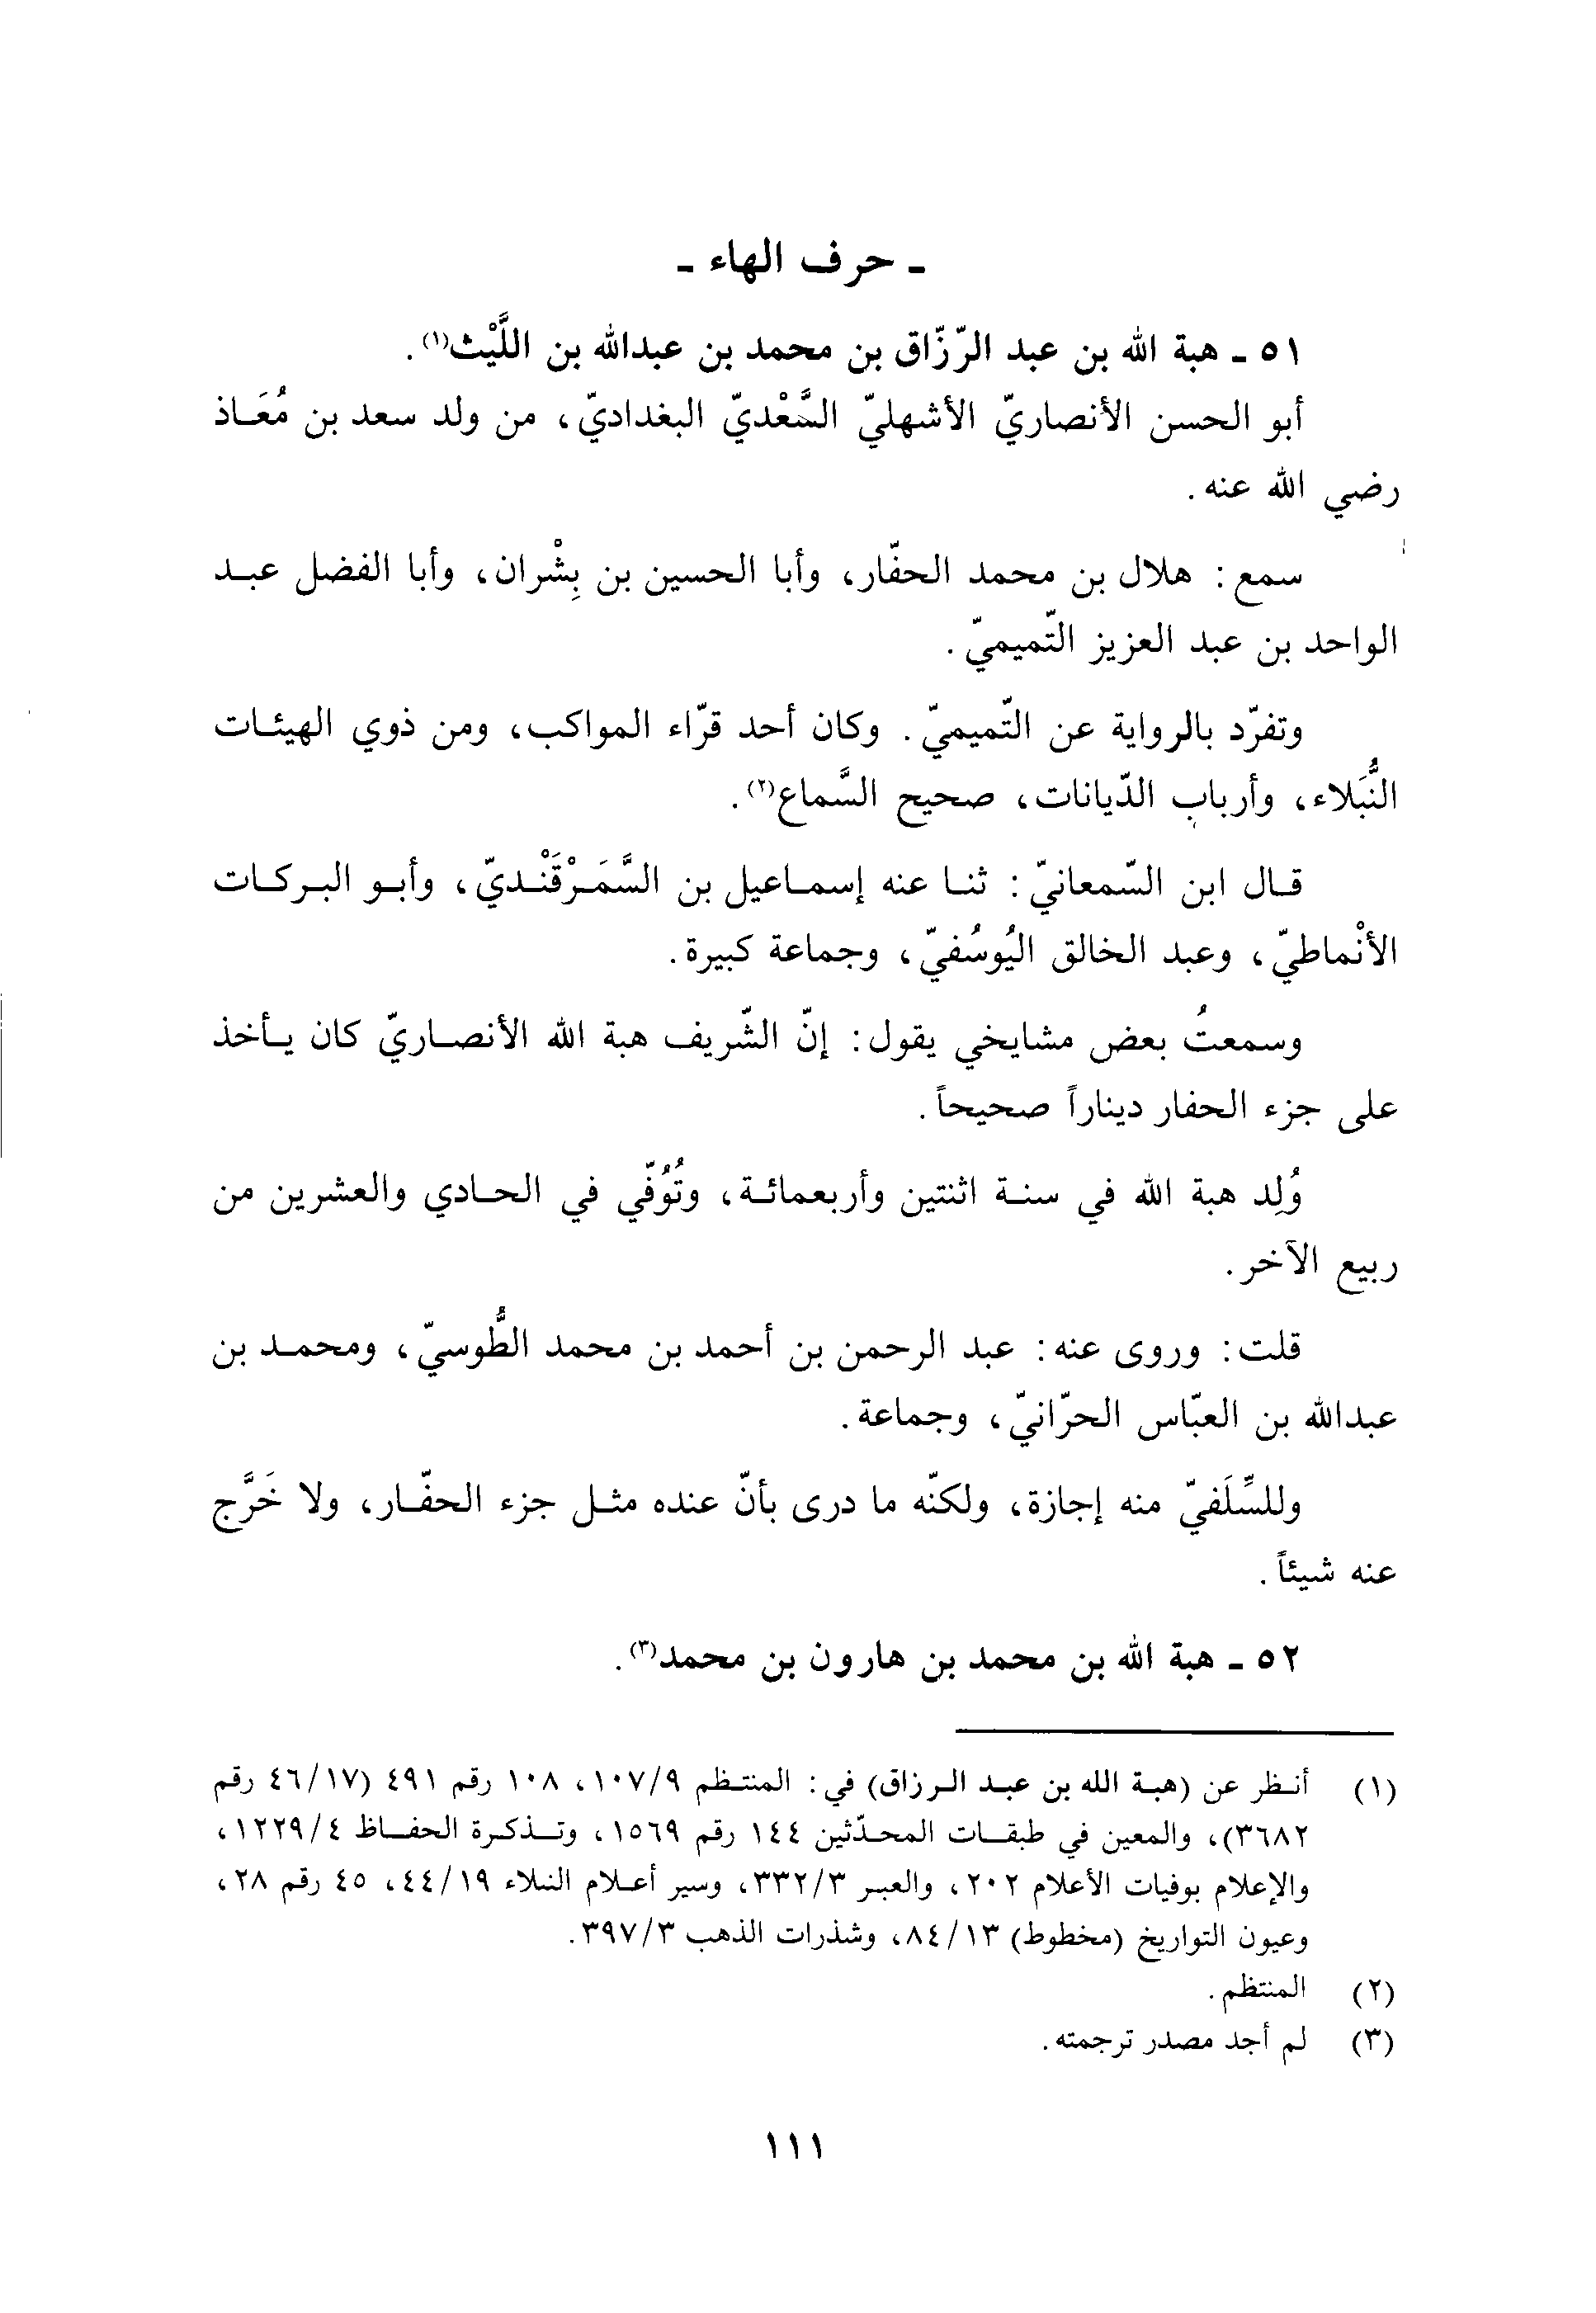 ـ حرف الهاء ـ
٥١ ـ هبة الله بن عبد الرّزّاق بن محمد بن عبدالله بن اللَّيْث(١).
أبو الحسن الأنصاريّ الأشهليّ السَّعْديّ البغداديّ، من ولد سعد بن مُعَاذ
رضي الله عنه.
سمع: هلال بن محمد الحفّار، وأبا الحسين بن بِشْران، وأبا الفضل عبد
الواحد بن عبد العزيز التّميميّ.
وتفرّد بالرواية عن التّميميّ. وكان أحد قرّاء المواكب، ومن ذوي الهيئات
النُّبَلاء، وأرباب الدّيانات، صحيح السَّماع(٢).
قال ابن السّمعانيّ: ثنا عنه إسماعيل بن السَّمَرْقَنْديّ، وأبو البركات
الأنْماطيّ، وعبد الخالق اليُوسُفيّ، وجماعة كبيرة.
وسمعتُ بعض مشايخي يقول: إنّ الشّريف هبة الله الأنصاريّ كان يأخذ
على جزء الحفار ديناراً صحيحاً.
وُلِد هبة الله في سنة اثنتين وأربعمائة، وتُوُفّي في الحادي والعشرين من
ربيع الآخر.
قلت: وروى عنه: عبد الرحمن بن أحمد بن محمد الطُّوسيّ، ومحمد بن
عبدالله بن العبّاس الحرّانيّ، وجماعة.
وللسِّلَفيّ منه إجازة، ولكنّه ما درى بأنّ عنده مثل جزء الحفّار، ولا خَرَّج
عنه شيئاً.
٥٢ ـ هبة الله بن محمد بن هارون بن محمد(٣).
(١) أنظر عن (هبة الله بن عبد الرزاق) في: المنتظم ١٠٧/٩، ١٠٨ رقم ٤٩١ (٤٦/١٧ رقم
٣٦٨٢)، والمعين في طبقات المحدّثين ١٤٤ رقم ١٥٦٩، وتذكرة الحفاظ ١٢٢٩/٤،
والإعلام بوفيات الأعلام ٢٠٢، والعبر ٣٣٢/٣، وسير أعلام النبلاء ٤٤/١٩، ٤٥ رقم ٢٨،
وعيون التواريخ (مخطوط) ٨٤/١٣، وشذرات الذهب ٣٩٧/٣.
(٢) المنتظم.
(٣) لم أجد مصدر ترجمته.
١١١